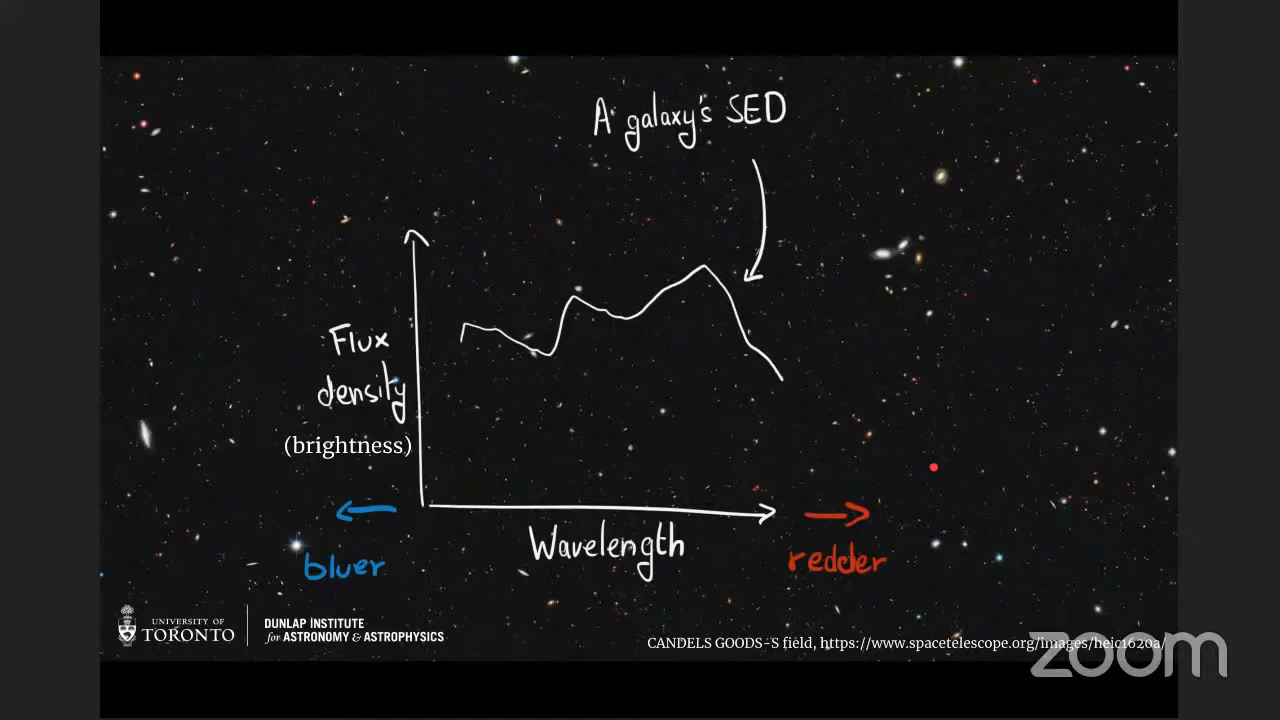 A galaxy's SED
Flux
density
(brightness)
Wavelength
bluer
redder
UNIVERSITY OF
TORONTO
DUNLAP INSTITUTE
for ASTRONOMY & ASTROPHYSICS
CANDELS GOODS-S field, https://www.spacetelescope.org/images/heic1620a/
zoom